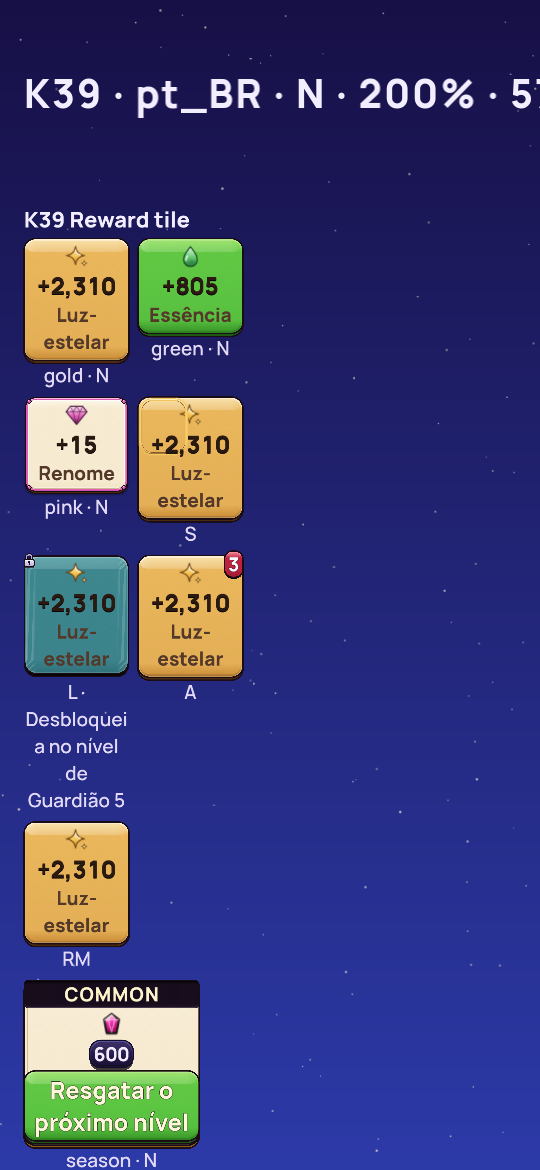 K39 · pt_BR · N · 200% ·
K39 Reward tile
+2,310
Luz-
estelar
gold · N
+805
Essência
green · N
+15
Renome
pink · N
+2,310
Luz-
estelar
S
+2,310
Luz-
estelar
L ·
Desbloquei
a no nível
de
Guardião 5
3
+2,310
Luz-
estelar
A
+2,310
Luz-
estelar
RM
COMMON
600
Resgatar o
próximo nível
season · N